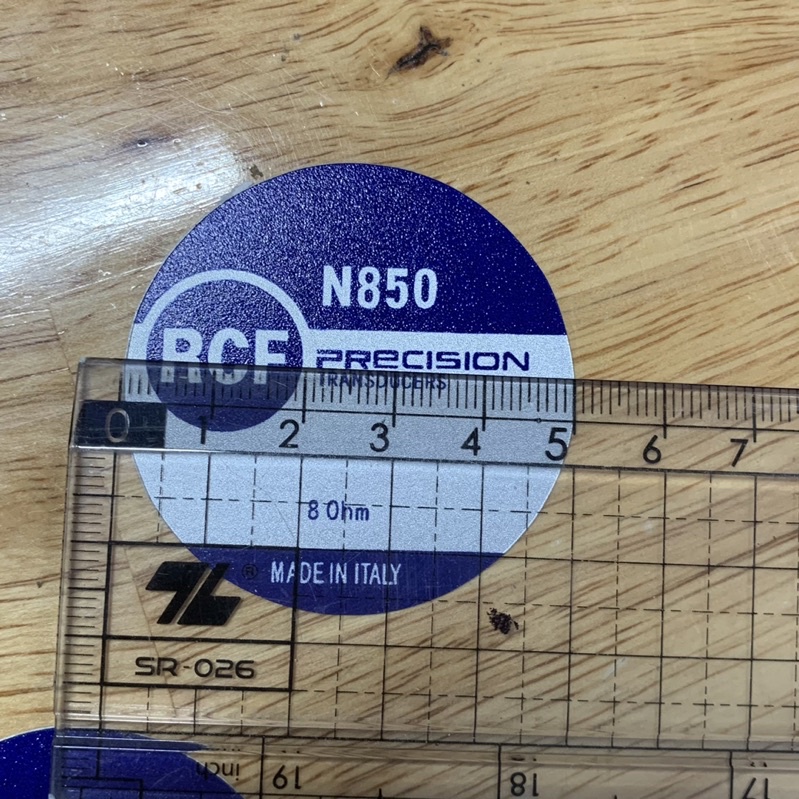 N850
RCF
PRECISION
TRANSDUCERS
0 1 2 3 4 5 6 7
8 Ohm
® MADE IN ITALY
SR-026
inch 19 18 17